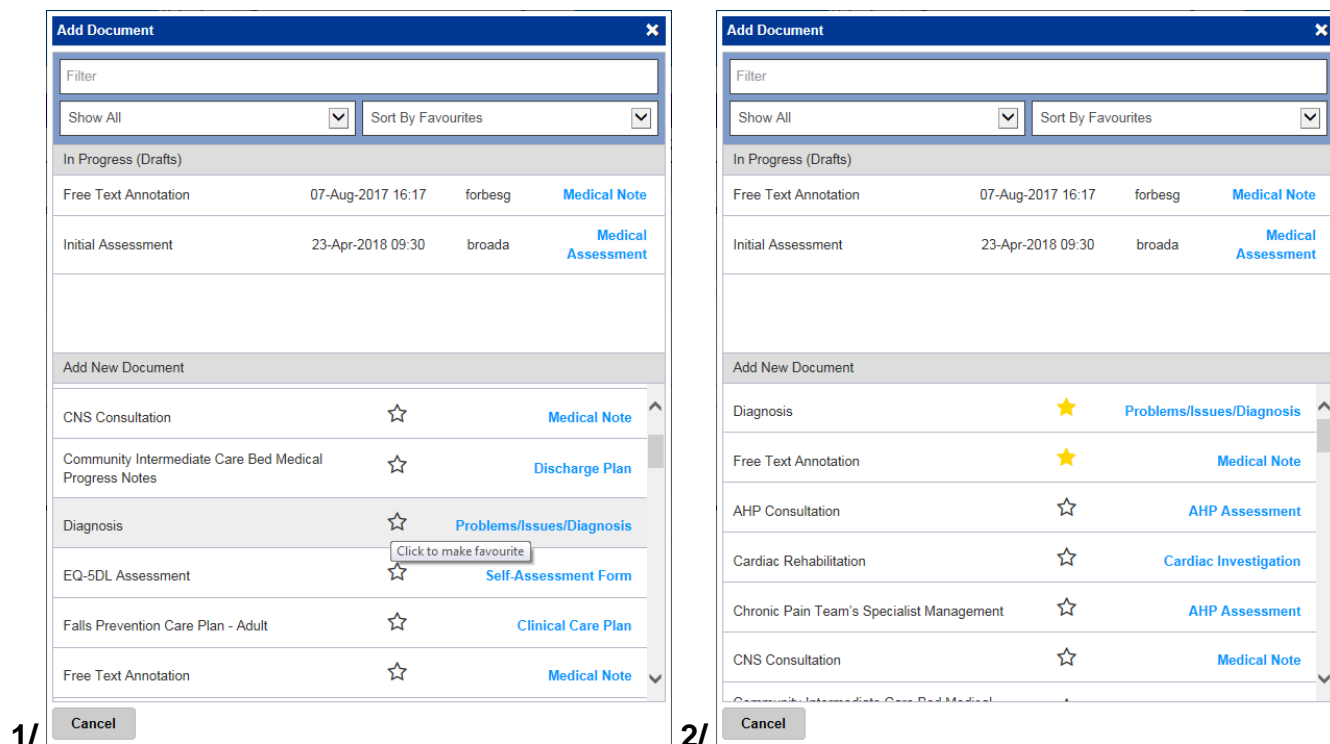 Add Document
Filter
Show All Sort By Favourites
In Progress (Drafts)
Free Text Annotation 07-Aug-2017 16:17 forbesg Medical Note
Initial Assessment 23-Apr-2018 09:30 broada Medical
Assessment
Add New Document
CNS Consultation Medical Note
Community Intermediate Care Bed Medical
Progress Notes Discharge Plan
Diagnosis Problems/Issues/Diagnosis
Click to make favourite
EQ-5DL Assessment Self-Assessment Form
Falls Prevention Care Plan - Adult Clinical Care Plan
Free Text Annotation Medical Note
Cancel
1/
Add Document
Filter
Show All Sort By Favourites
In Progress (Drafts)
Free Text Annotation 07-Aug-2017 16:17 forbesg Medical Note
Initial Assessment 23-Apr-2018 09:30 broada Medical
Assessment
Add New Document
Diagnosis Problems/Issues/Diagnosis
Free Text Annotation Medical Note
AHP Consultation AHP Assessment
Cardiac Rehabilitation Cardiac Investigation
Chronic Pain Team's Specialist Management AHP Assessment
CNS Consultation Medical Note
Community Intermediate Care Bed Medical
Cancel
2/